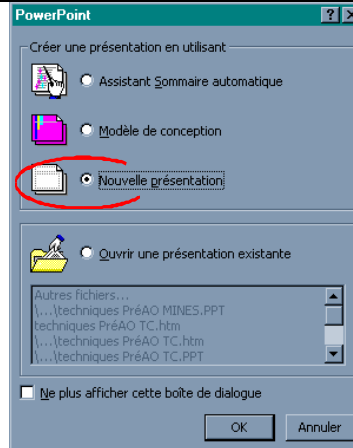 PowerPoint
Créer une présentation en utilisant
Assistant Sommaire automatique
Modèle de conception
Nouvelle présentation
Ouvrir une présentation existante
Autres fichiers...
\...\techniques PréAO MINES.PPT
techniques PréAO TC.htm
\...\techniques PréAO TC.htm
\...\techniques PréAO TC.PPT
Ne plus afficher cette boîte de dialogue
OK Annuler